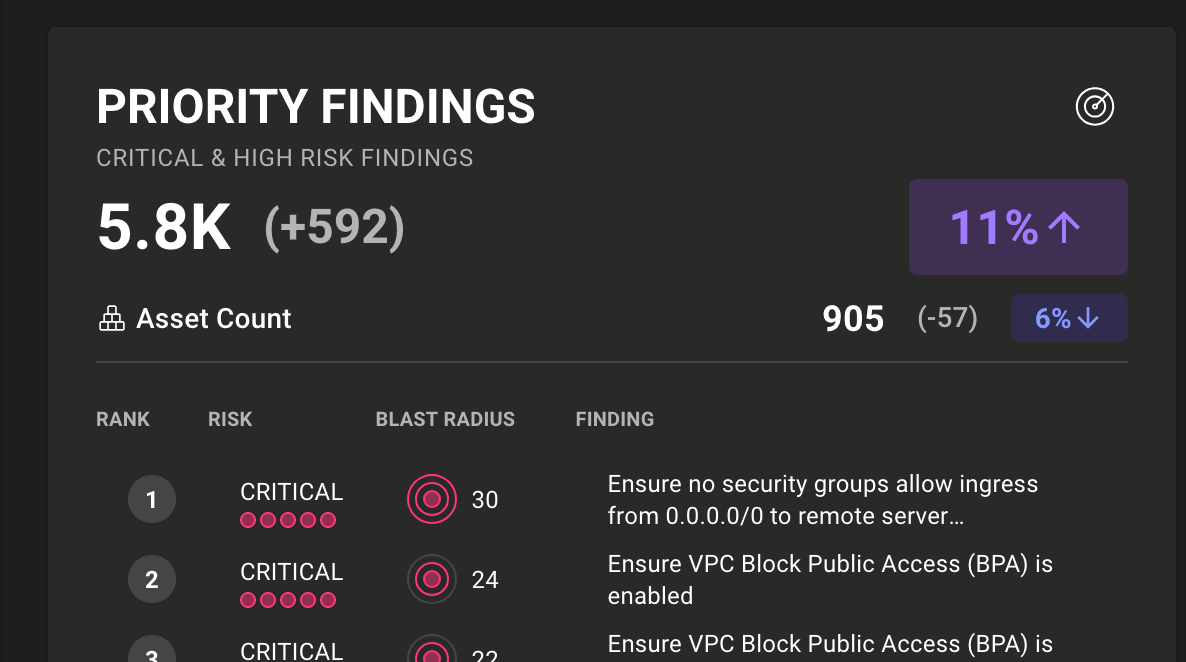 PRIORITY FINDINGS
CRITICAL & HIGH RISK FINDINGS
5.8K (+592) 11%↑
Asset Count 905 (-57) 6%↓
RANK RISK BLAST RADIUS FINDING
1 CRITICAL 30 Ensure no security groups allow ingress
from 0.0.0.0/0 to remote server…
2 CRITICAL 24 Ensure VPC Block Public Access (BPA) is
enabled
3 CRITICAL 22 Ensure VPC Block Public Access (BPA) is